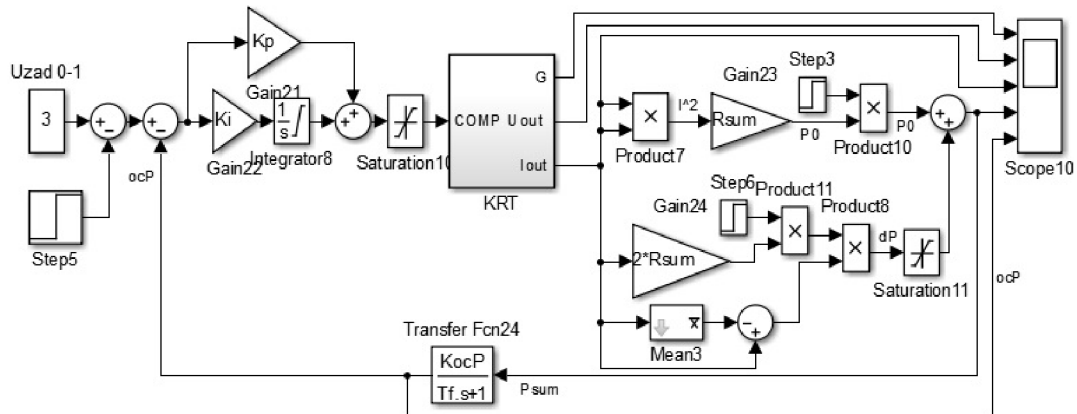 G
Kp
Step3
Gain23
Uzad 0-1
Gain21
I^2
3
Ki
1
s
COMP
Uout
Rsum
P0
P0
Product10
Integrator8
Product7
Saturation10
Gain22
Iout
Scope10
ocP
KRT
Step6
Product11
Gain24
Product8
2*Rsum
dP
Step5
Saturation11
ocP
Transfer Fcn24
Mean3
KocP
Tf.s+1
Psum